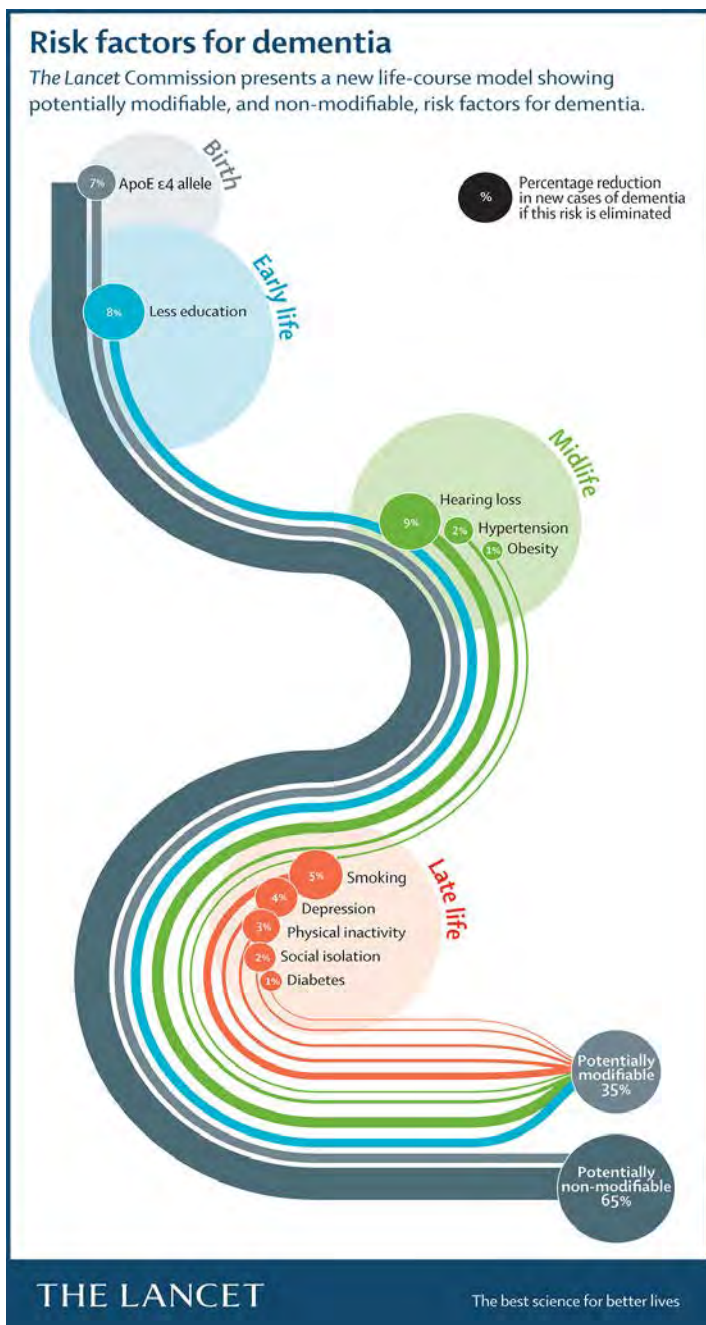 Risk factors for dementia
The Lancet Commission presents a new life-course model showing
potentially modifiable, and non-modifiable, risk factors for dementia.
Birth
7%
ApoE ε4 allele
%
Percentage reduction
in new cases of dementia
if this risk is eliminated
Early life
8%
Less education
Midlife
Hearing loss
9%
2%
Hypertension
1%
Obesity
Late life
5%
Smoking
4%
Depression
3%
Physical inactivity
2%
Social isolation
1%
Diabetes
Potentially
modifiable
35%
Potentially
non-modifiable
65%
THE LANCET
The best science for better lives